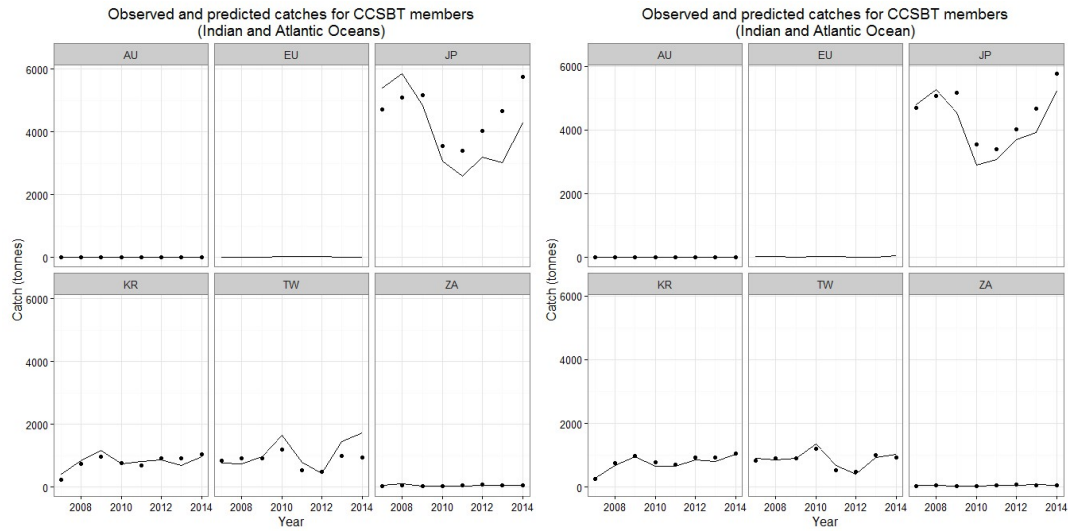 Observed and predicted catches for CCSBT members
(Indian and Atlantic Oceans)
AU EU JP
6000
4000
2000
0
KR TW ZA
6000
4000
2000
0
2008 2010 2012 2014 2008 2010 2012 2014 2008 2010 2012 2014
Year
Catch (tonnes)
Observed and predicted catches for CCSBT members
(Indian and Atlantic Ocean)
AU EU JP
6000
4000
2000
0
KR TW ZA
6000
4000
2000
0
2008 2010 2012 2014 2008 2010 2012 2014 2008 2010 2012 2014
Year
Catch (tonnes)